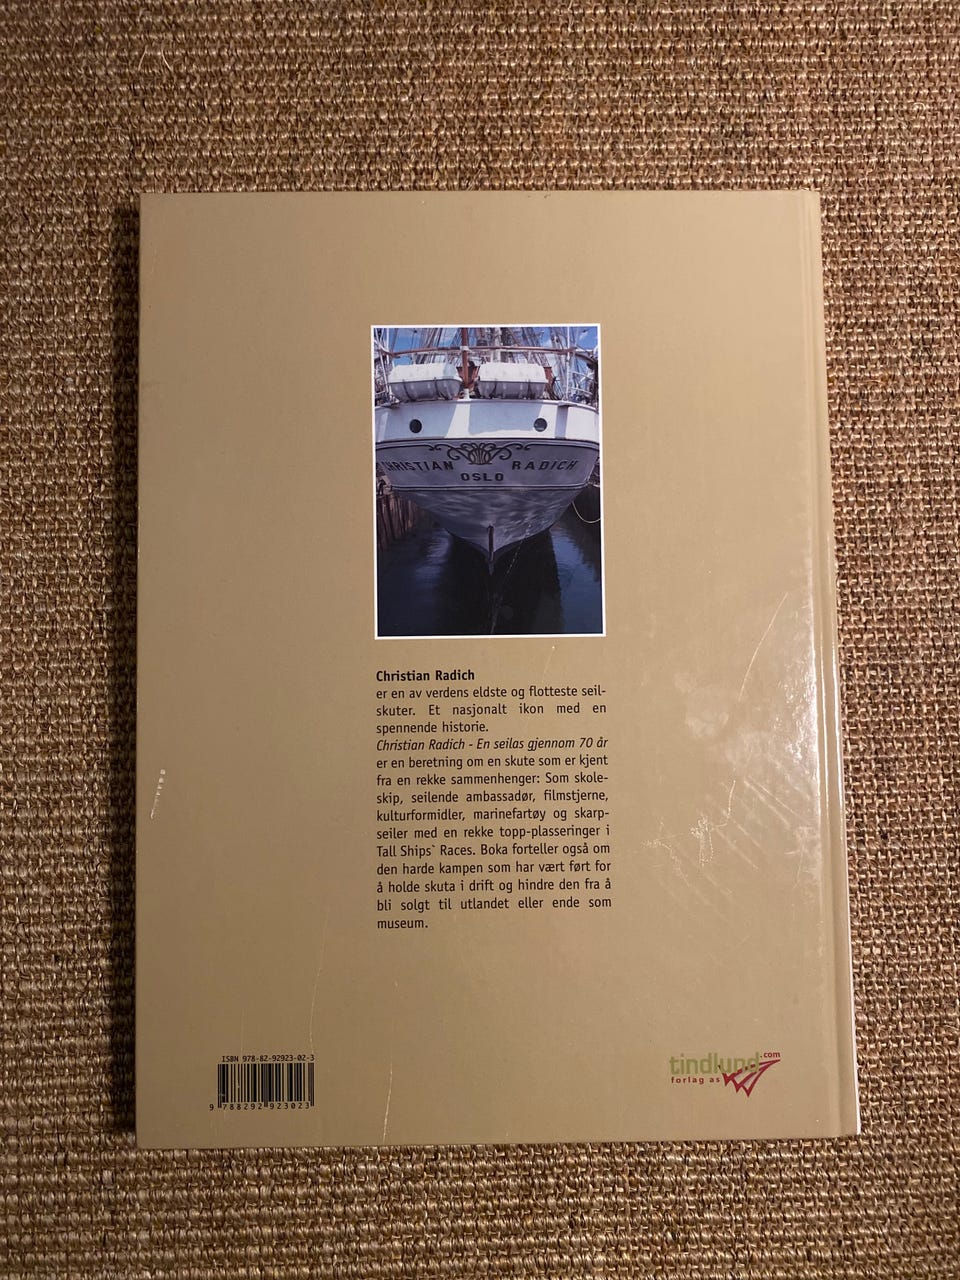 CHRISTIAN RADICH
OSLO
Christian Radich
er en av verdens eldste og flotteste seil-
skuter. Et nasjonalt ikon med en
spennende historie.
Christian Radich - En seilas gjennom 70 år
er en beretning om en skute som er kjent
fra en rekke sammenhenger: Som skole-
skip, seilende ambassadør, filmstjerne,
kulturformidler, marinefartøy og skarp-
seiler med en rekke topp-plasseringer i
Tall Ships` Races. Boka forteller også om
den harde kampen som har vært ført for
å holde skuta i drift og hindre den fra å
bli solgt til utlandet eller ende som
museum.
ISBN 978-82-92923-02-3
9 788292 923023
tindlund.com
forlag as